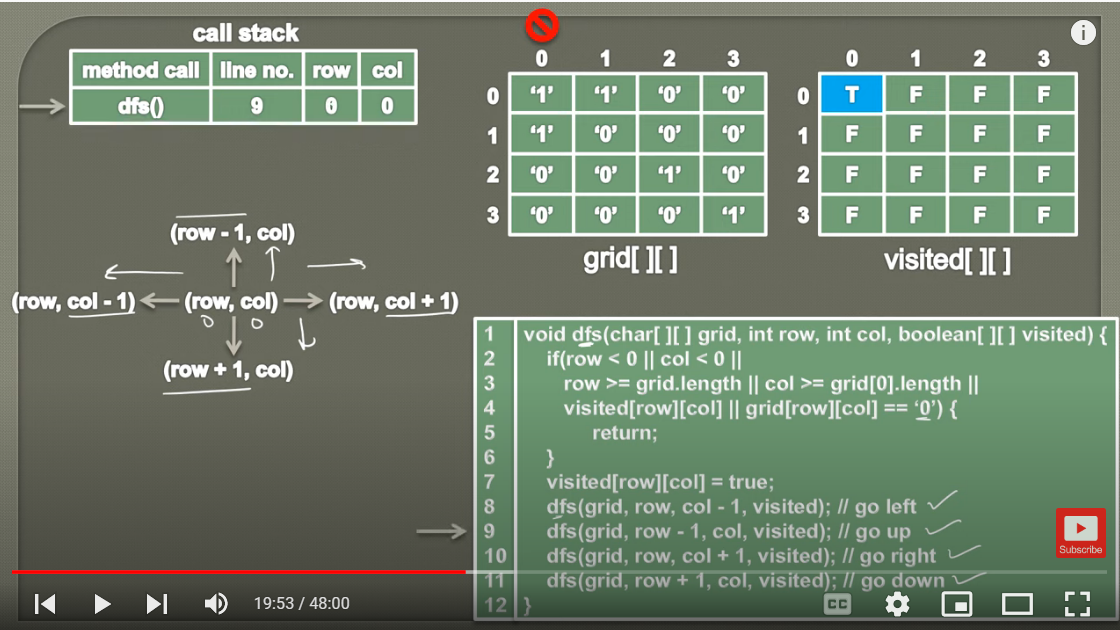 call stack
method call line no. row col
dfs() 9 0 0
0 1 2 3
0 ‘1’ ‘1’ ‘0’ ‘0’
1 ‘1’ ‘0’ ‘0’ ‘0’
2 ‘0’ ‘0’ ‘1’ ‘0’
3 ‘0’ ‘0’ ‘0’ ‘1’
grid[ ][ ]
0 1 2 3
0 T F F F
1 F F F F
2 F F F F
3 F F F F
visited[ ][ ]
i
(row - 1, col)
(row, col - 1) (row, col) (row, col + 1)
0 0
(row + 1, col)
1 void dfs(char[ ][ ] grid, int row, int col, boolean[ ][ ] visited) {
2 if(row < 0 || col < 0 ||
3 row >= grid.length || col >= grid[0].length ||
4 visited[row][col] || grid[row][col] == ‘0’) {
5 return;
6 }
7 visited[row][col] = true;
8 dfs(grid, row, col - 1, visited); // go left
9 dfs(grid, row - 1, col, visited); // go up
10 dfs(grid, row, col + 1, visited); // go right
11 dfs(grid, row + 1, col, visited); // go down
12 }
Subscribe
19:53 / 48:00
CC